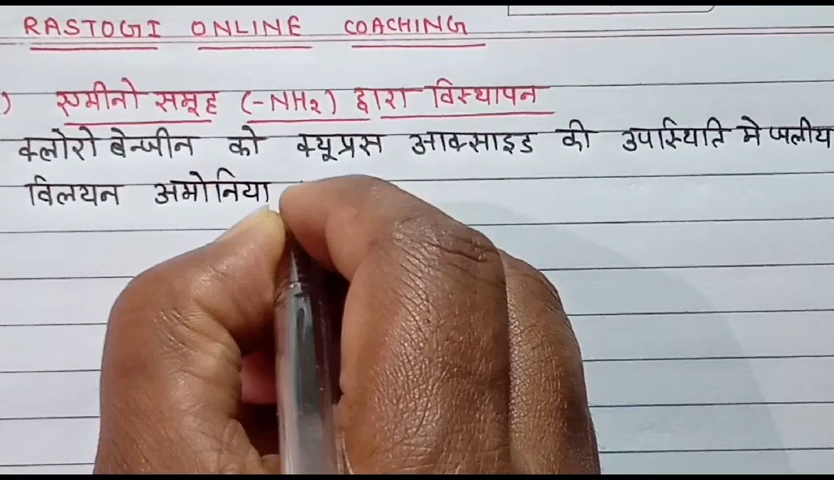 RASTOGI ONLINE COACHING
) एमीनो समूह (-NH₂) द्वारा विस्थापन
क्लोरो बेन्जीन को क्यूप्रस आक्साइड की उपस्थिति मे जलीय
विलयन अमोनिया